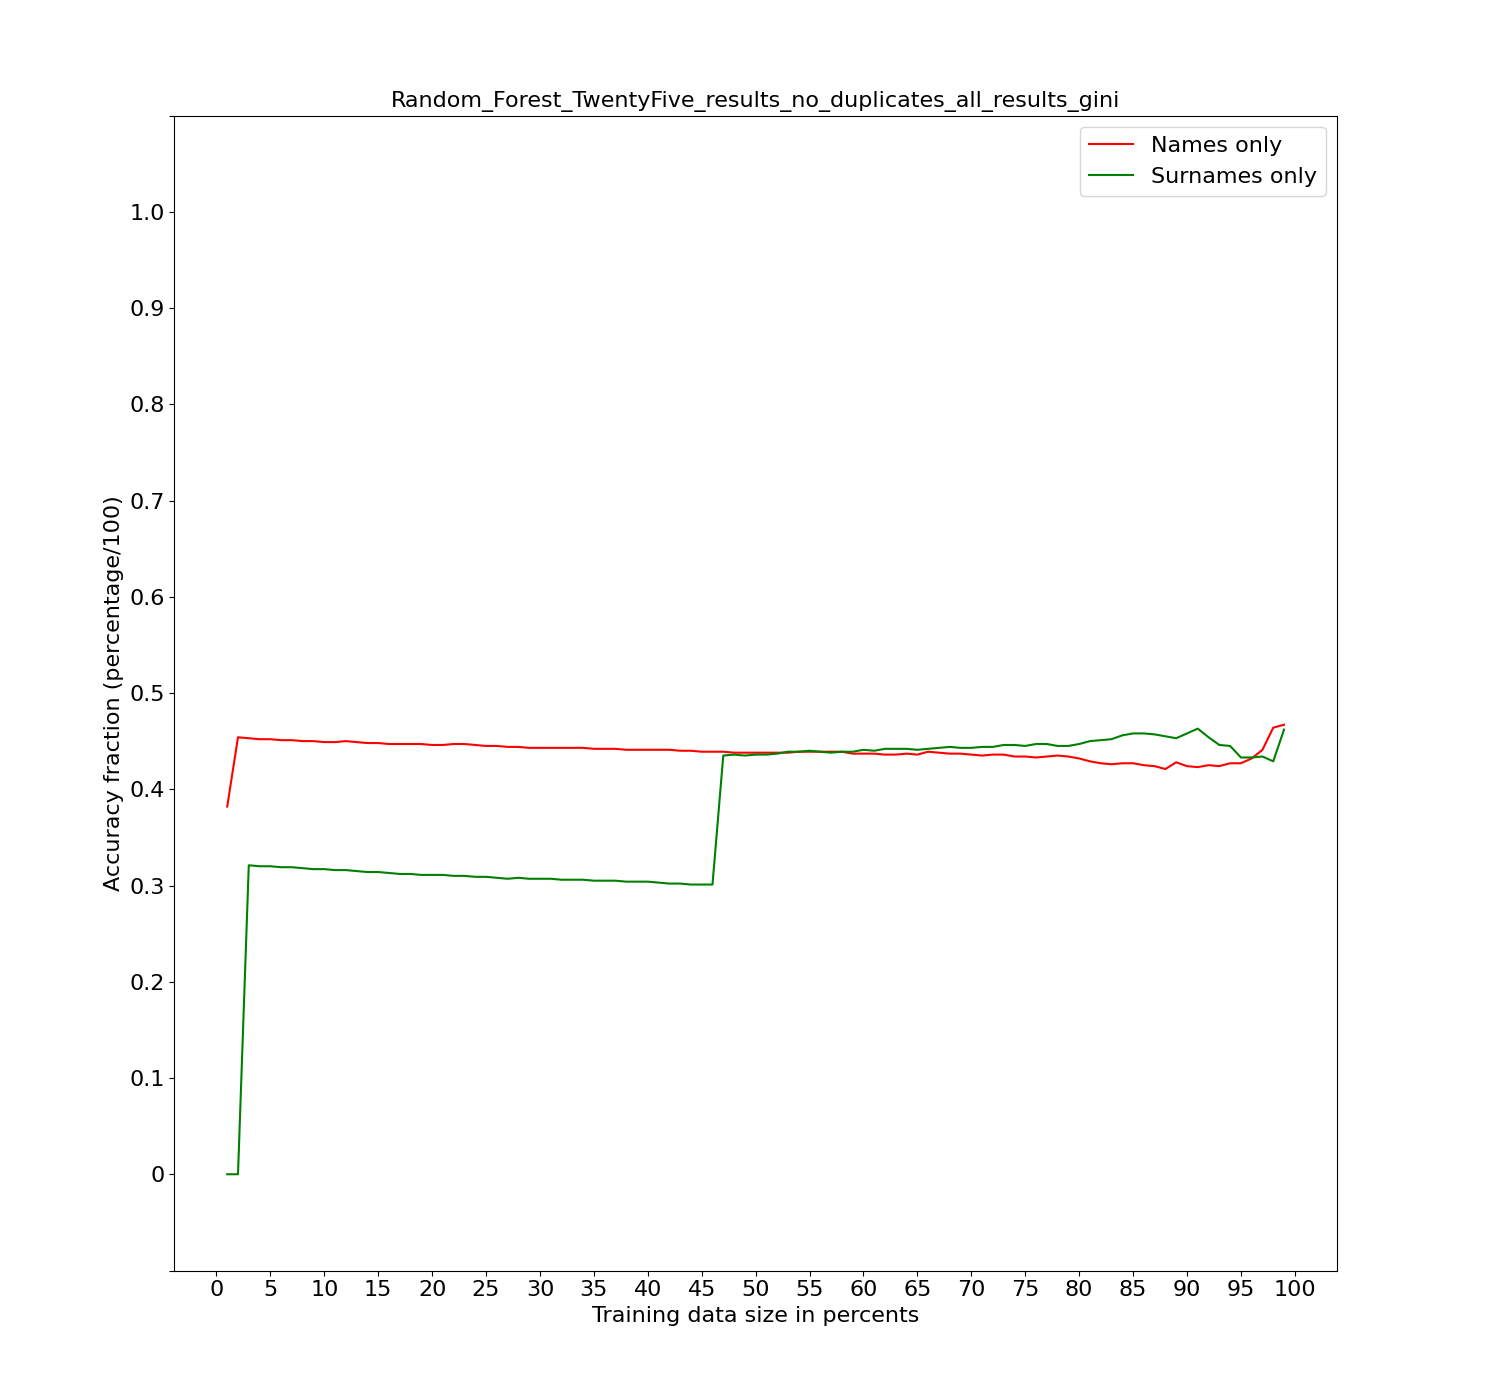 Random_Forest_TwentyFive_results_no_duplicates_all_results_gini
Names only
Surnames only
1.0
0.9
0.8
0.7
0.6
0.5
0.4
0.3
0.2
0.1
0
Accuracy fraction (percentage/100)
0 5 10 15 20 25 30 35 40 45 50 55 60 65 70 75 80 85 90 95 100
Training data size in percents